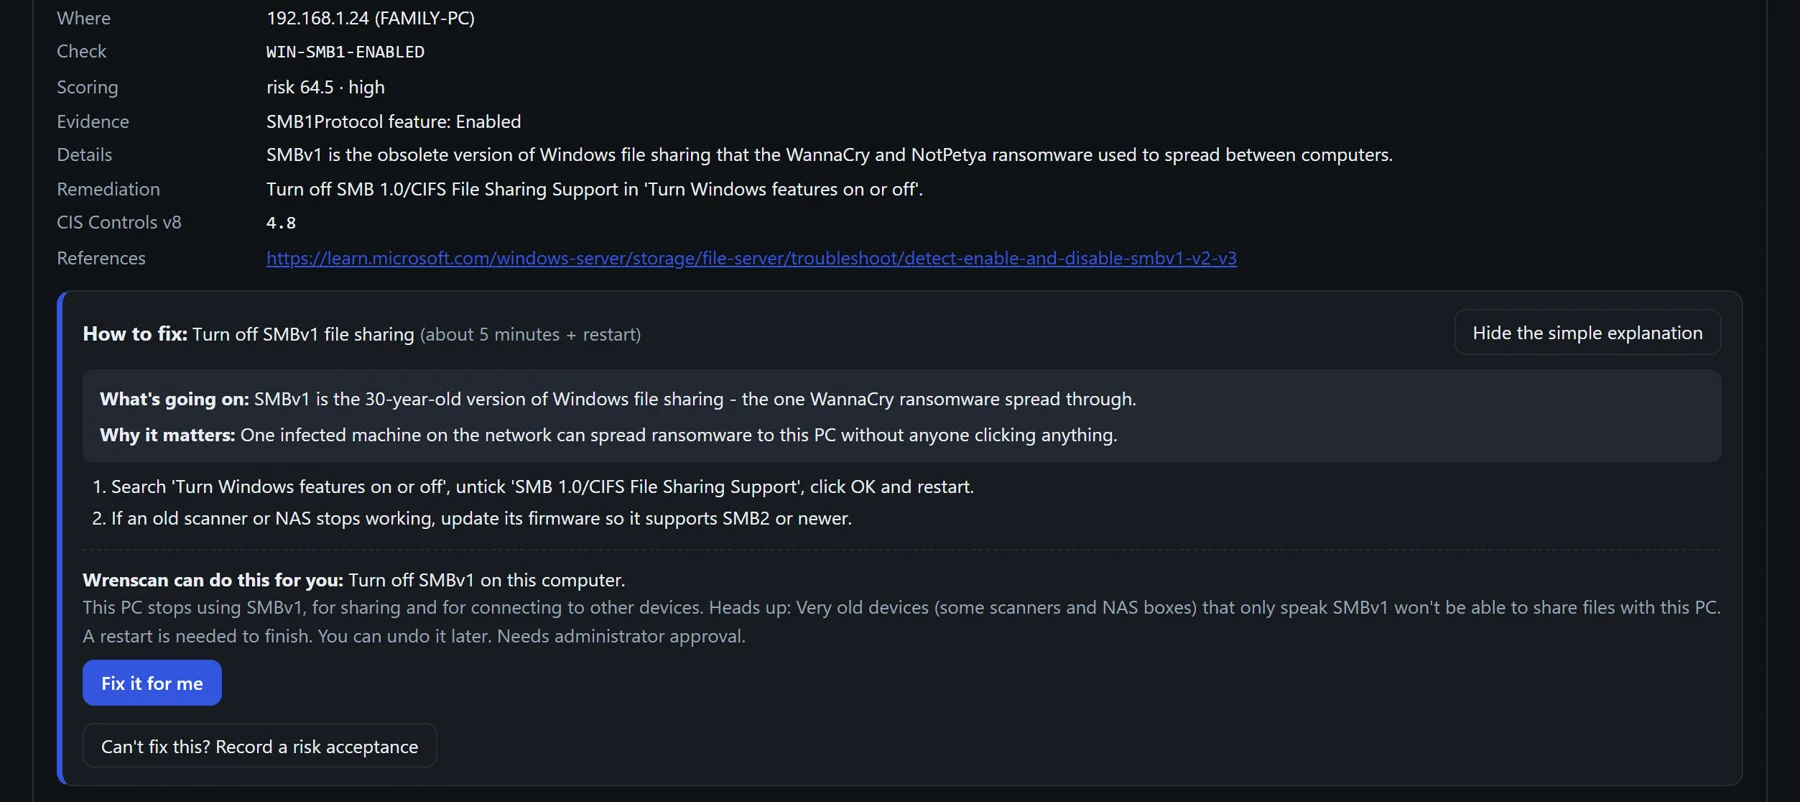 Where 192.168.1.24 (FAMILY-PC)
Check WIN-SMB1-ENABLED
Scoring risk 64.5 · high
Evidence SMB1Protocol feature: Enabled
Details SMBv1 is the obsolete version of Windows file sharing that the WannaCry and NotPetya ransomware used to spread between computers.
Remediation Turn off SMB 1.0/CIFS File Sharing Support in 'Turn Windows features on or off'.
CIS Controls v8 4.8
References https://learn.microsoft.com/windows-server/storage/file-server/troubleshoot/detect-enable-and-disable-smbv1-v2-v3
How to fix: Turn off SMBv1 file sharing (about 5 minutes + restart)
Hide the simple explanation
What's going on: SMBv1 is the 30-year-old version of Windows file sharing - the one WannaCry ransomware spread through.
Why it matters: One infected machine on the network can spread ransomware to this PC without anyone clicking anything.
1. Search 'Turn Windows features on or off', untick 'SMB 1.0/CIFS File Sharing Support', click OK and restart.
2. If an old scanner or NAS stops working, update its firmware so it supports SMB2 or newer.
Wrenscan can do this for you: Turn off SMBv1 on this computer.
This PC stops using SMBv1, for sharing and for connecting to other devices. Heads up: Very old devices (some scanners and NAS boxes) that only speak SMBv1 won't be able to share files with this PC.
A restart is needed to finish. You can undo it later. Needs administrator approval.
Fix it for me
Can't fix this? Record a risk acceptance